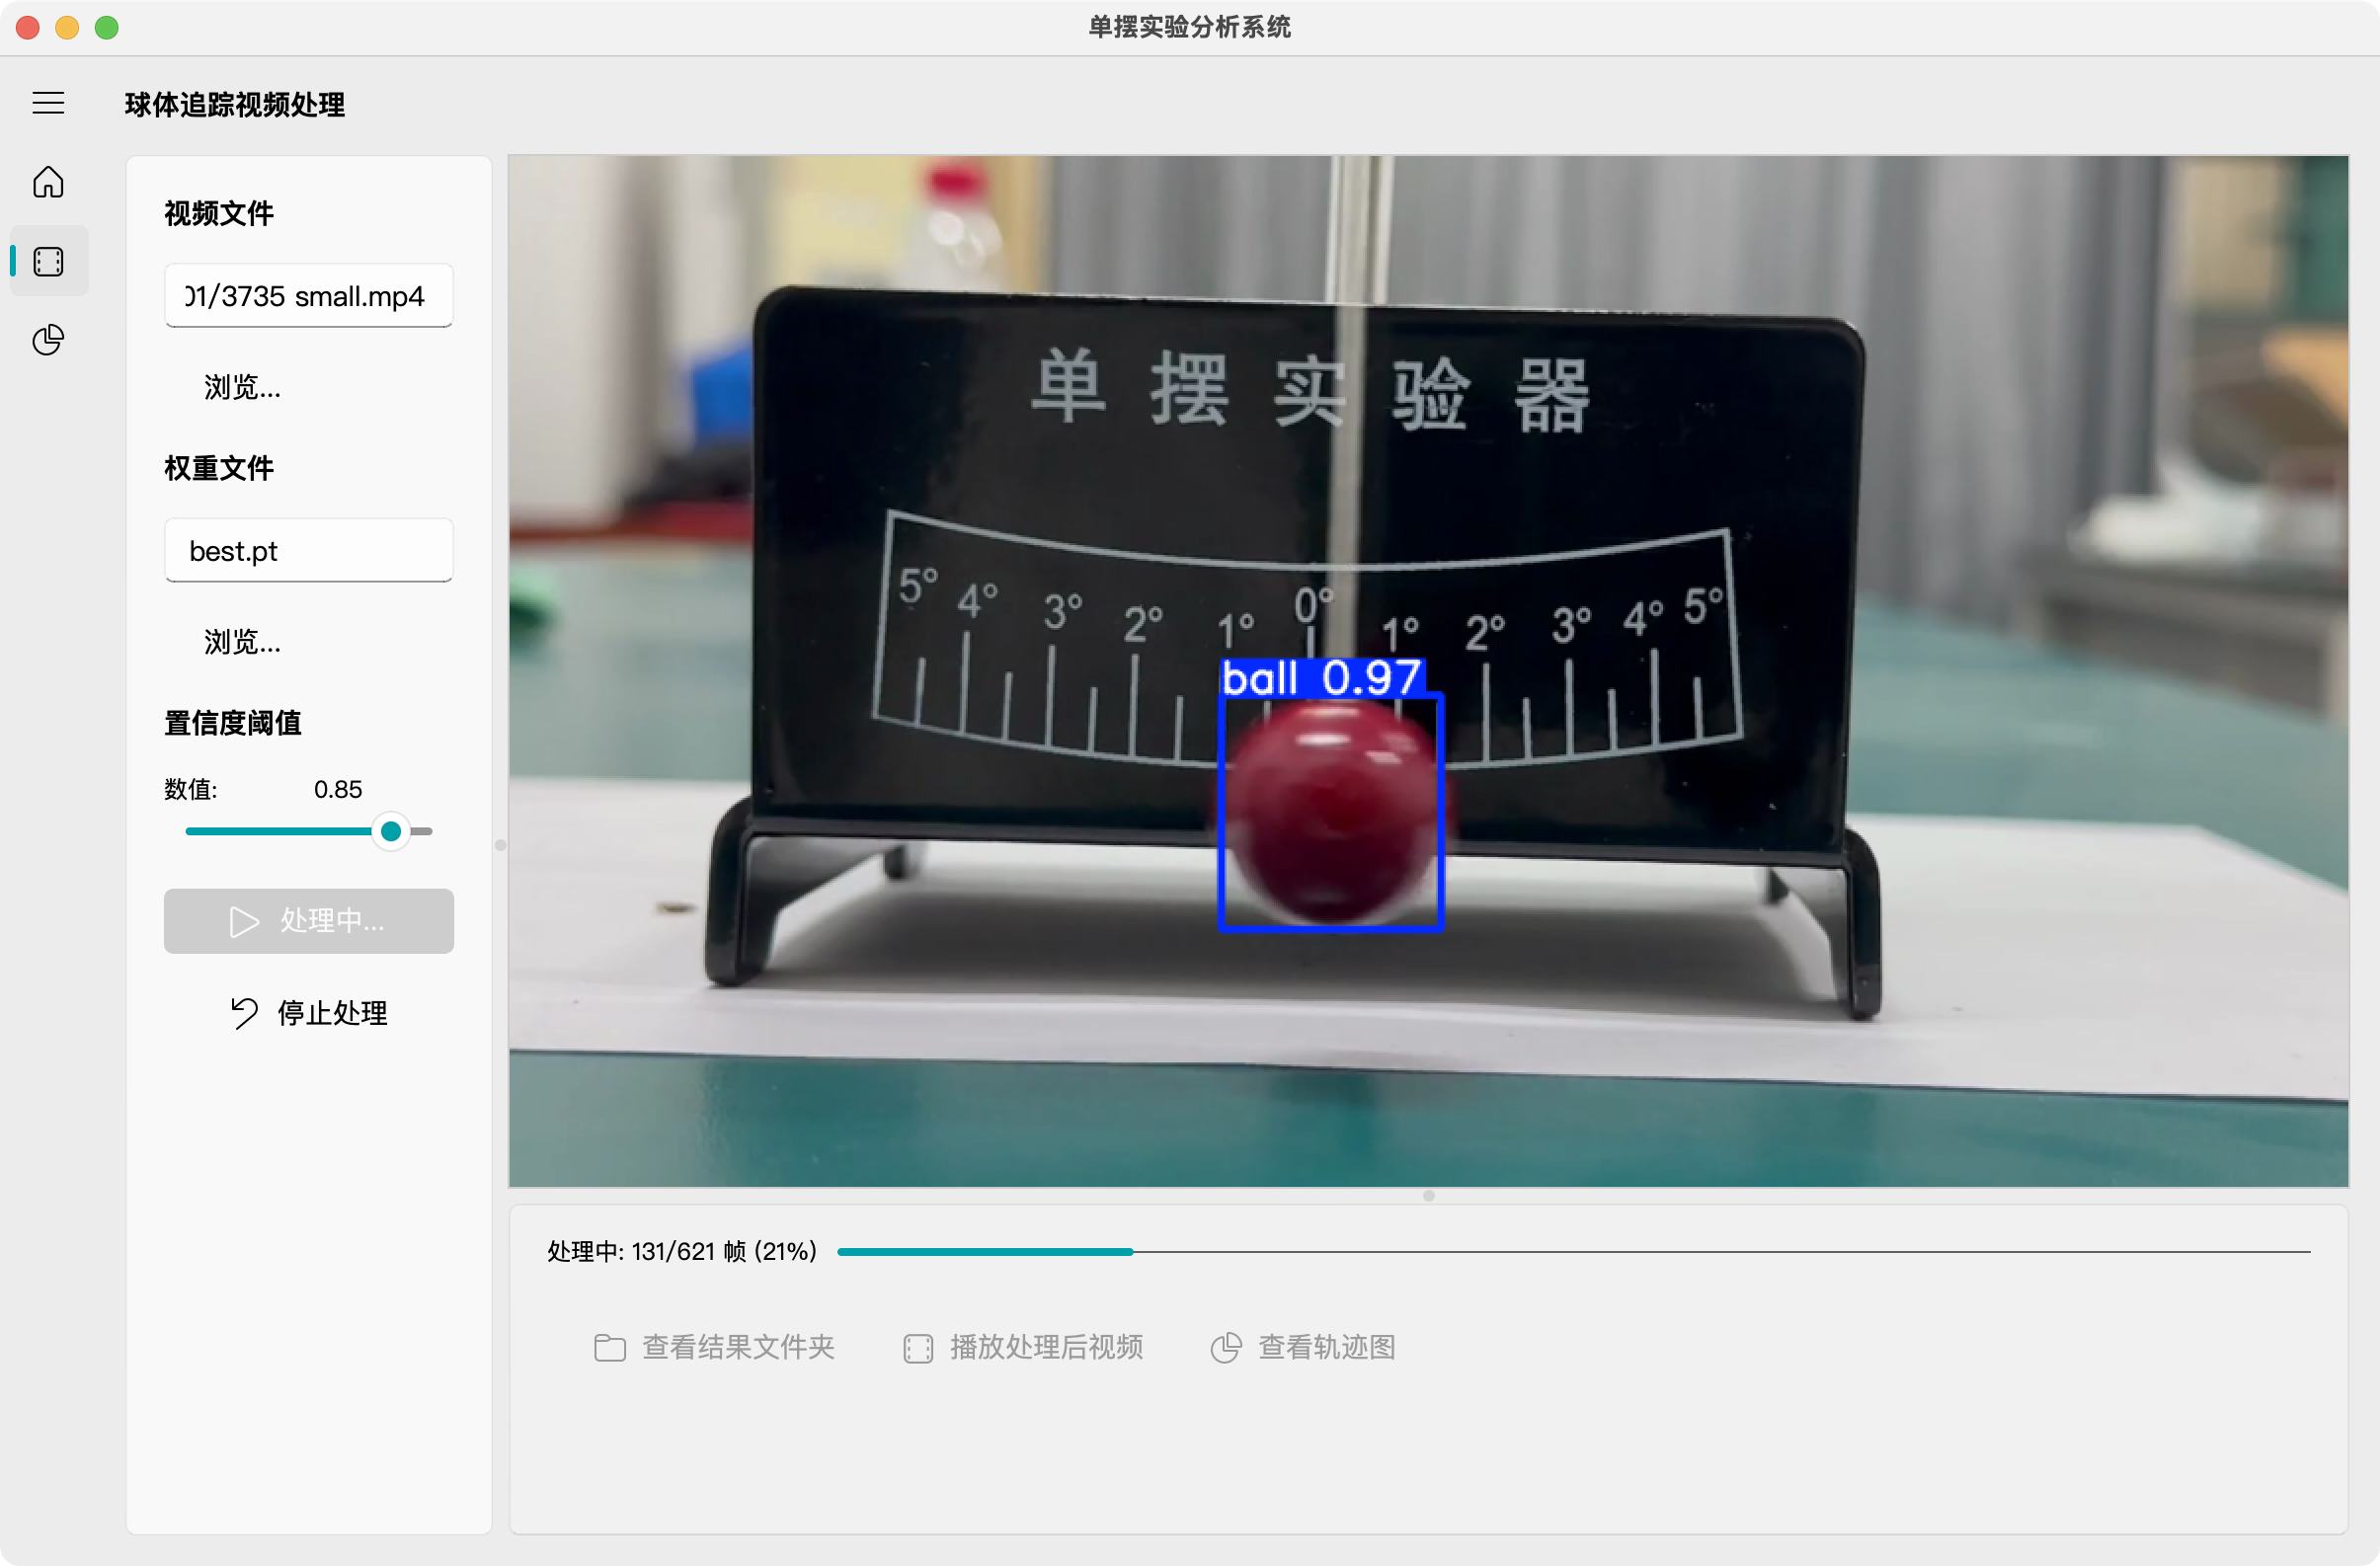 单摆实验分析系统
球体追踪视频处理
视频文件
01/3735 small.mp4
浏览...
权重文件
best.pt
浏览...
置信度阈值
数值: 0.85
处理中...
停止处理
单摆实验器
5° 4° 3° 2° 1° 0° 1° 2° 3° 4° 5°
ball 0.97
处理中: 131/621 帧 (21%)
查看结果文件夹 播放处理后视频 查看轨迹图